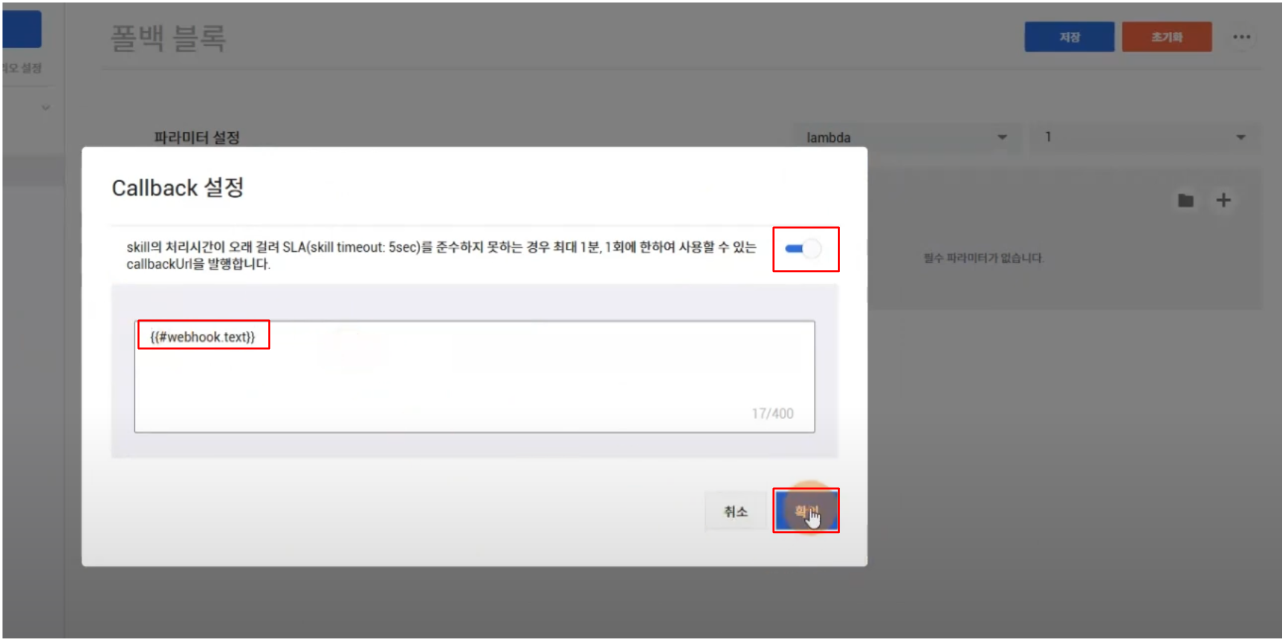 폴백 블록
저장
초기화
리오 설정
파라미터 설정
lambda
1
Callback 설정
skill의 처리시간이 오래 걸려 SLA(skill timeout: 5sec)를 준수하지 못하는 경우 최대 1분, 1회에 한하여 사용할 수 있는
callbackUrl을 발행합니다.
필수 파라미터가 없습니다.
{{#webhook.text}}
17/400
취소
확인